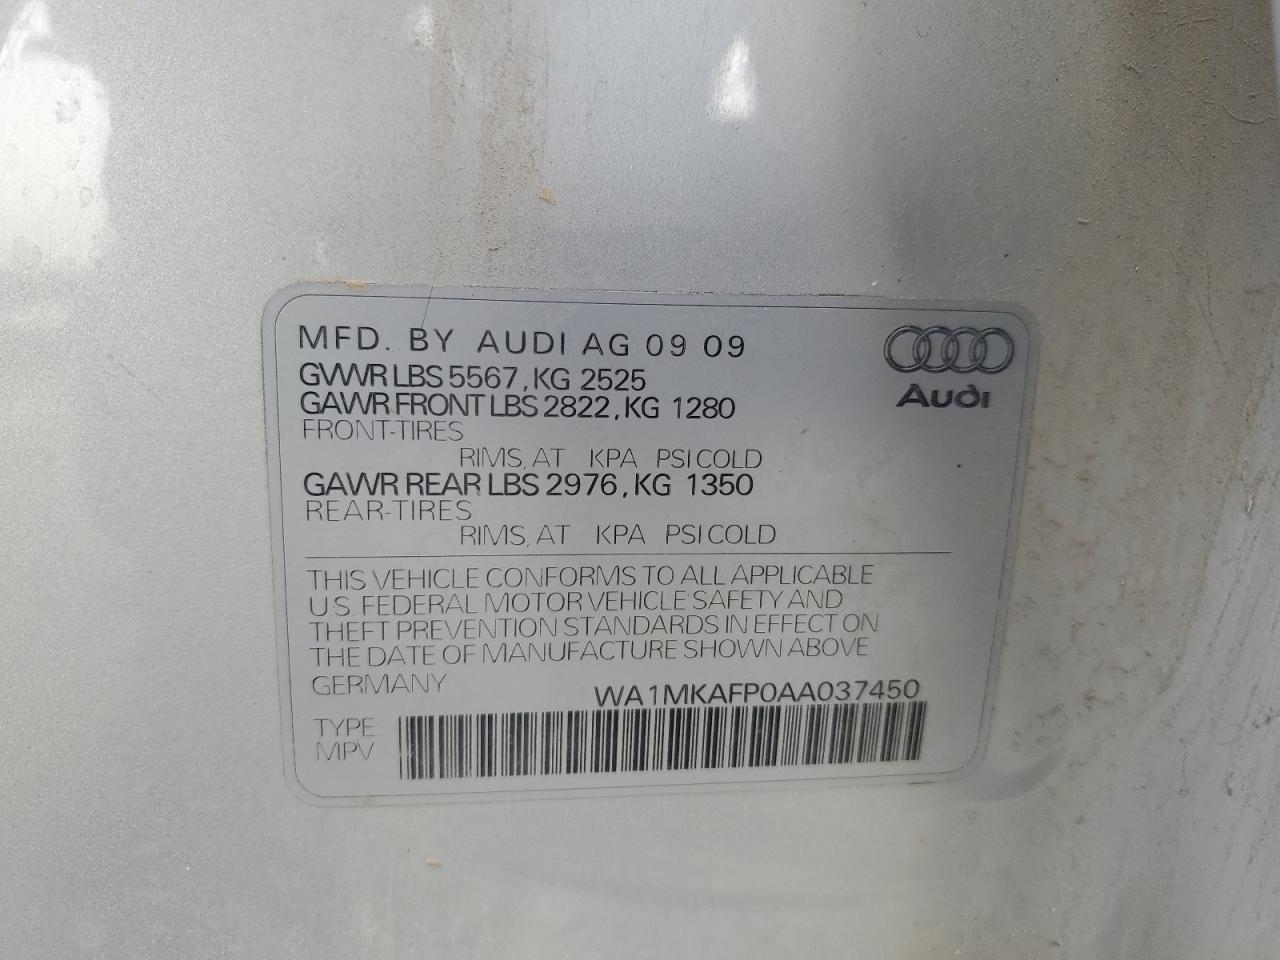 MFD. BY AUDI AG 09 09
GVWR LBS 5567, KG 2525
GAWR FRONT LBS 2822, KG 1280
FRONT-TIRES
RIMS, AT KPA PSI COLD
GAWR REAR LBS 2976, KG 1350
REAR-TIRES
RIMS, AT KPA PSI COLD
Audi
THIS VEHICLE CONFORMS TO ALL APPLICABLE
U.S. FEDERAL MOTOR VEHICLE SAFETY AND
THEFT PREVENTION STANDARDS IN EFFECT ON
THE DATE OF MANUFACTURE SHOWN ABOVE
GERMANY
WA1MKAFP0AA037450
TYPE:
MPV